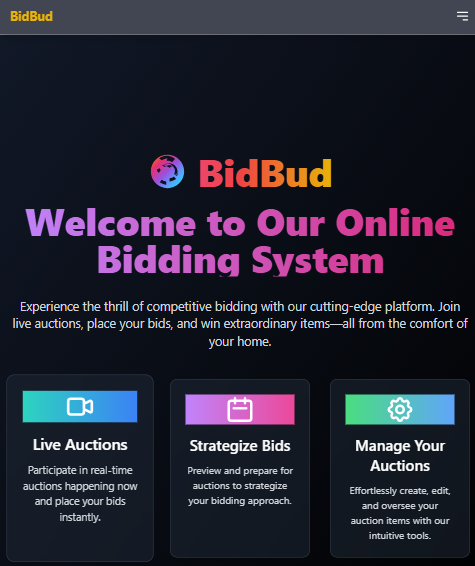 BidBud
BidBud
Welcome to Our Online
Bidding System
Experience the thrill of competitive bidding with our cutting-edge platform. Join
live auctions, place your bids, and win extraordinary items—all from the comfort of
your home.
Live Auctions
Participate in real-time
auctions happening now
and place your bids
instantly.
Strategize Bids
Preview and prepare for
auctions to strategize
your bidding approach.
Manage Your
Auctions
Effortlessly create, edit,
and oversee your
auction items with our
intuitive tools.